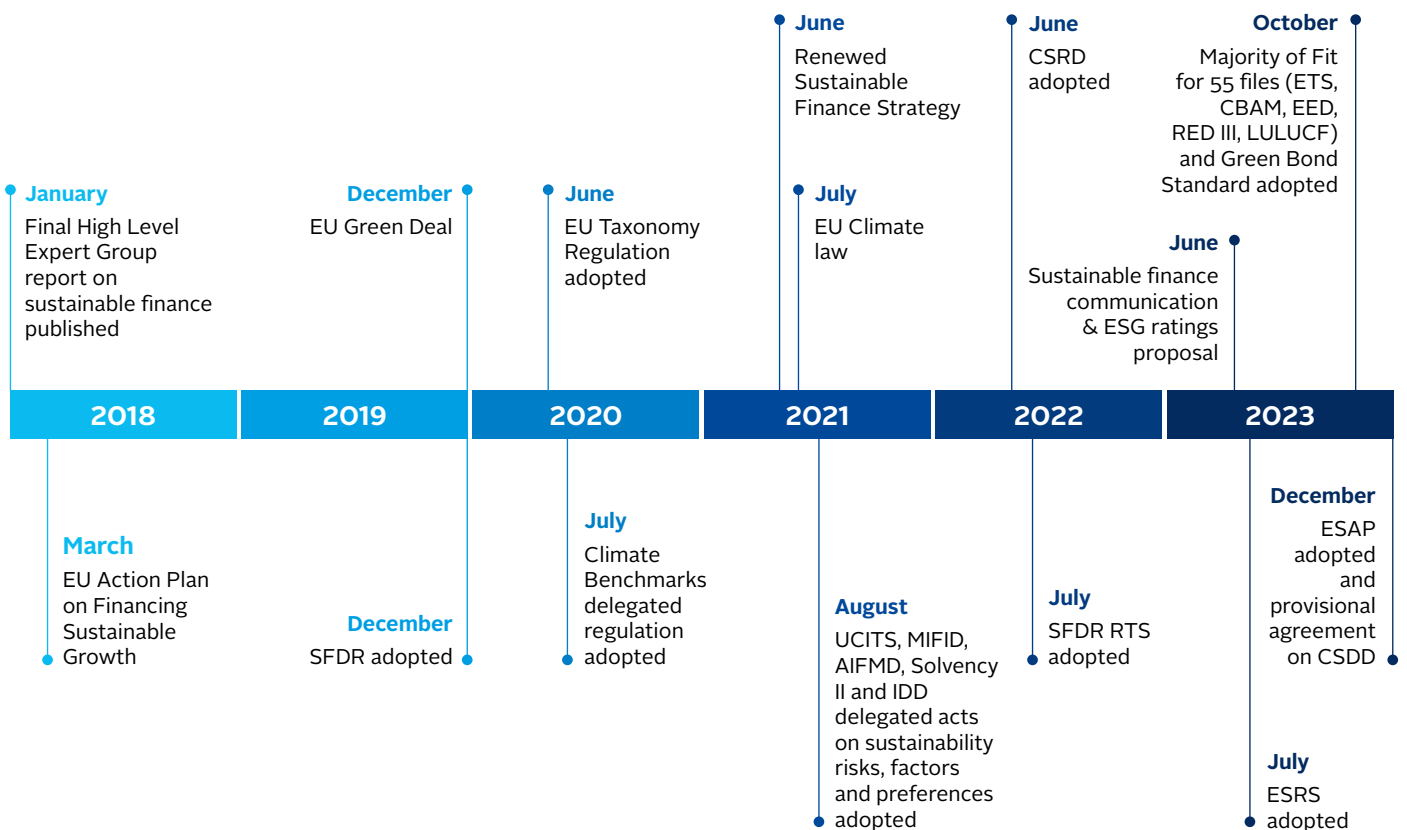 June
Renewed
Sustainable
Finance Strategy
June
CSRD
adopted
October
Majority of Fit
for 55 files (ETS,
CBAM, EED,
RED III, LULUCF)
and Green Bond
Standard adopted
January
Final High Level
Expert Group
report on
sustainable finance
published
December
EU Green Deal
June
EU Taxonomy
Regulation
adopted
July
EU Climate
law
June
Sustainable finance
communication
& ESG ratings
proposal
2018
2019
2020
2021
2022
2023
March
EU Action Plan
on Financing
Sustainable
Growth
December
SFDR adopted
July
Climate
Benchmarks
delegated
regulation
adopted
August
UCITS, MIFID,
AIFMD, Solvency
II and IDD
delegated acts
on sustainability
risks, factors
and preferences
adopted
July
SFDR RTS
adopted
December
ESAP
adopted
and
provisional
agreement
on CSDD
July
ESRS
adopted